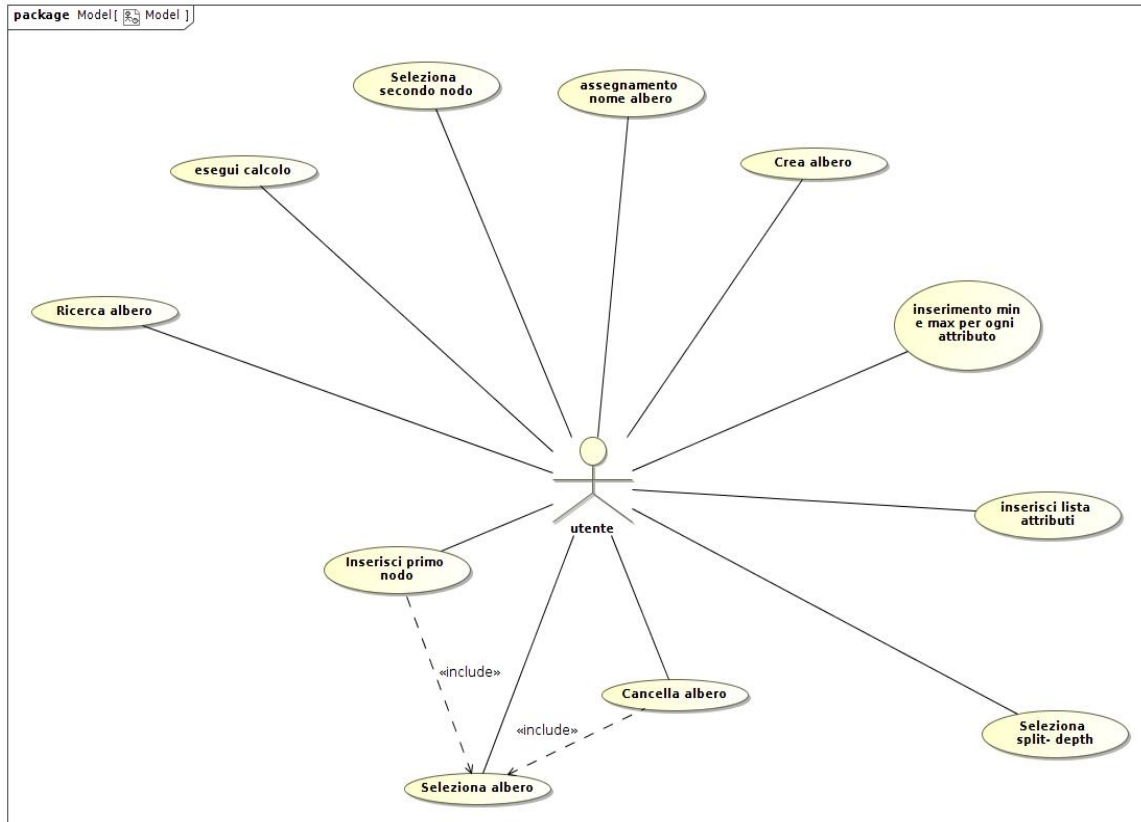 package Model[ Model ]
Seleziona
secondo nodo
assegnamento
nome albero
Crea albero
esegui calcolo
Ricerca albero
inserimento min
e max per ogni
attributo
inserisci lista
attributi
utente
Inserisci primo
nodo
«include»
Cancella albero
«include»
Seleziona
split- depth
Seleziona albero